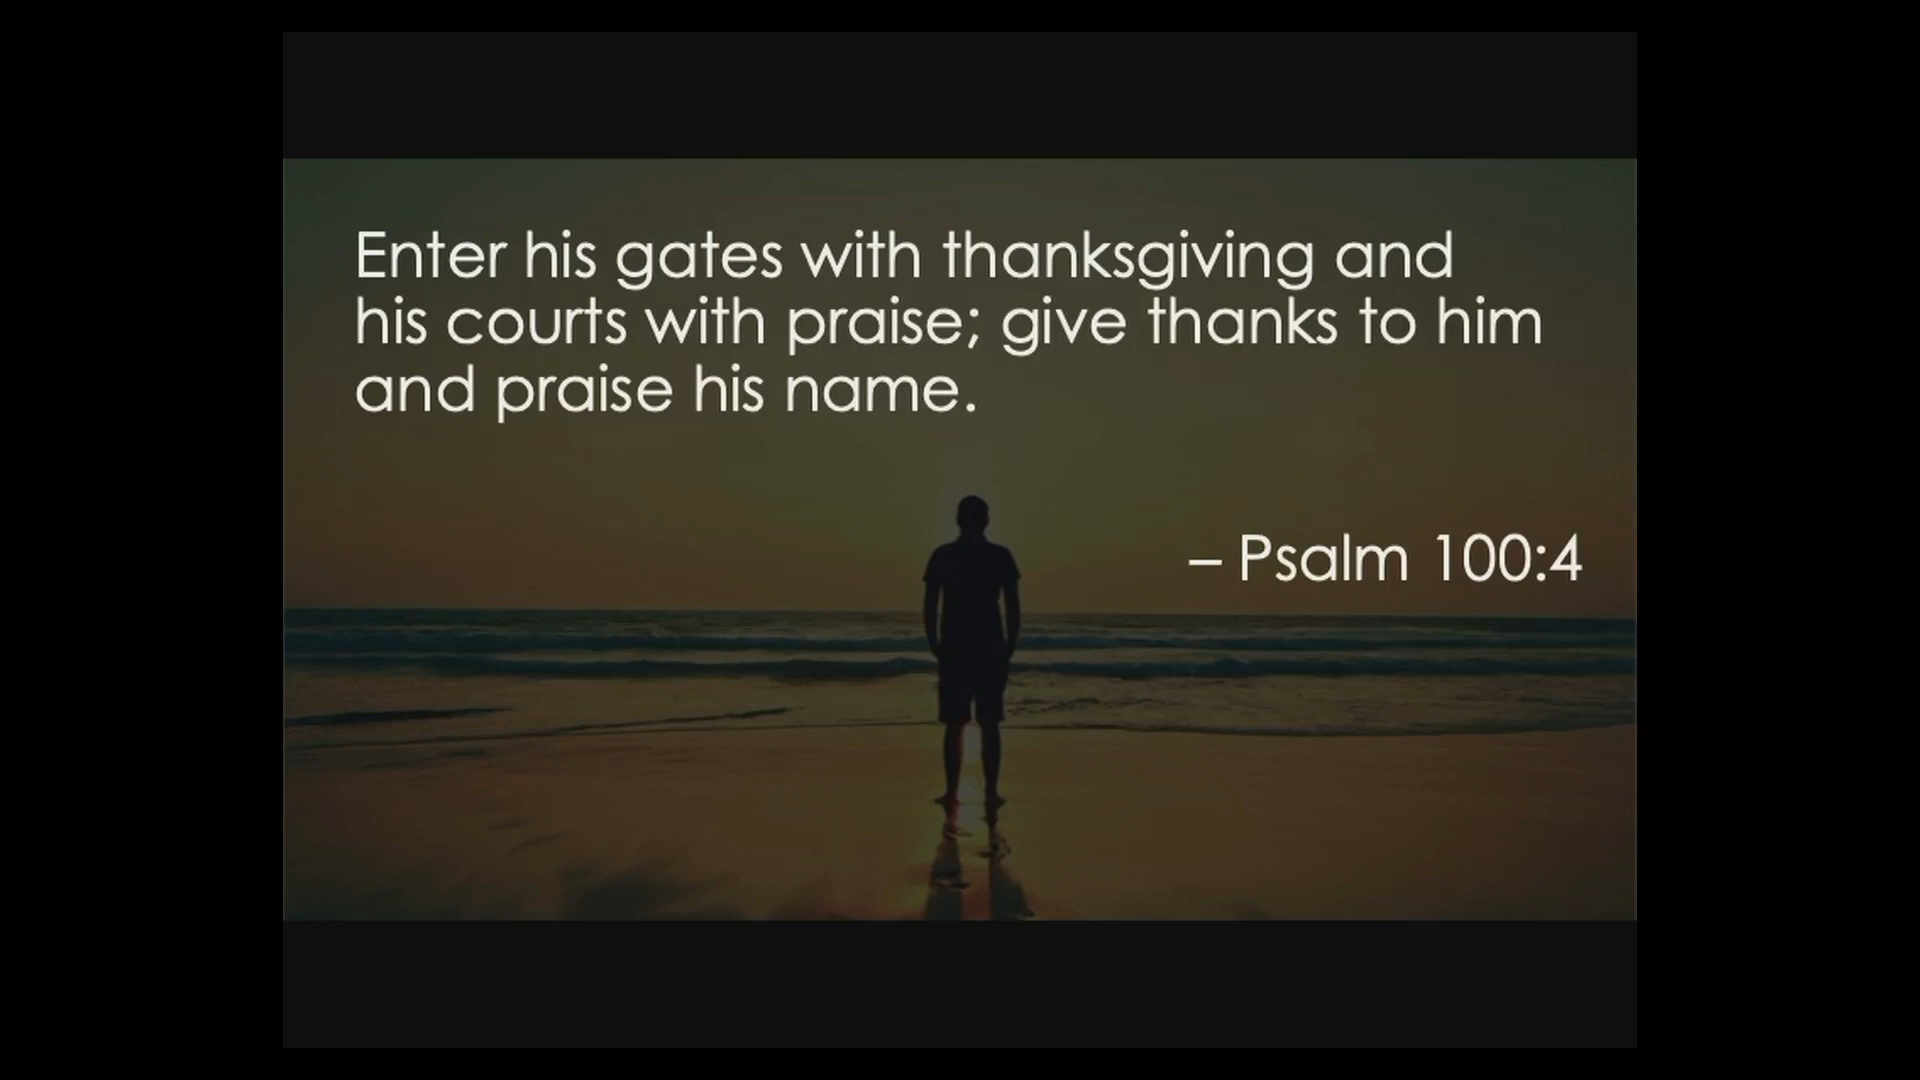 Enter his gates with thanksgiving and
his courts with praise; give thanks to him
and praise his name.
– Psalm 100:4